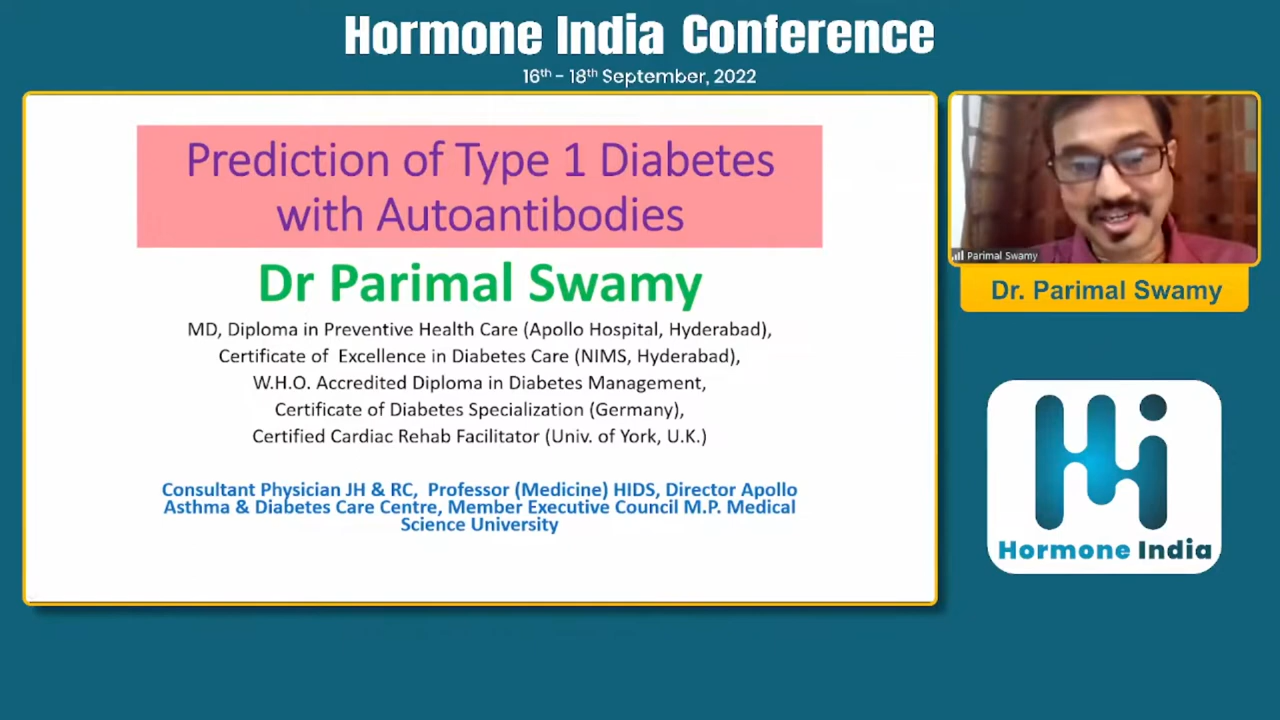 Hormone India Conference
16th - 18th September, 2022
Prediction of Type 1 Diabetes
with Autoantibodies
Dr Parimal Swamy
MD, Diploma in Preventive Health Care (Apollo Hospital, Hyderabad),
Certificate of Excellence in Diabetes Care (NIMS, Hyderabad),
W.H.O. Accredited Diploma in Diabetes Management,
Certificate of Diabetes Specialization (Germany),
Certified Cardiac Rehab Facilitator (Univ. of York, U.K.)
Consultant Physician JH & RC, Professor (Medicine) HIDS, Director Apollo
Asthma & Diabetes Care Centre, Member Executive Council M.P. Medical
Science University
Parimal Swamy
Dr. Parimal Swamy
Hi
Hormone India